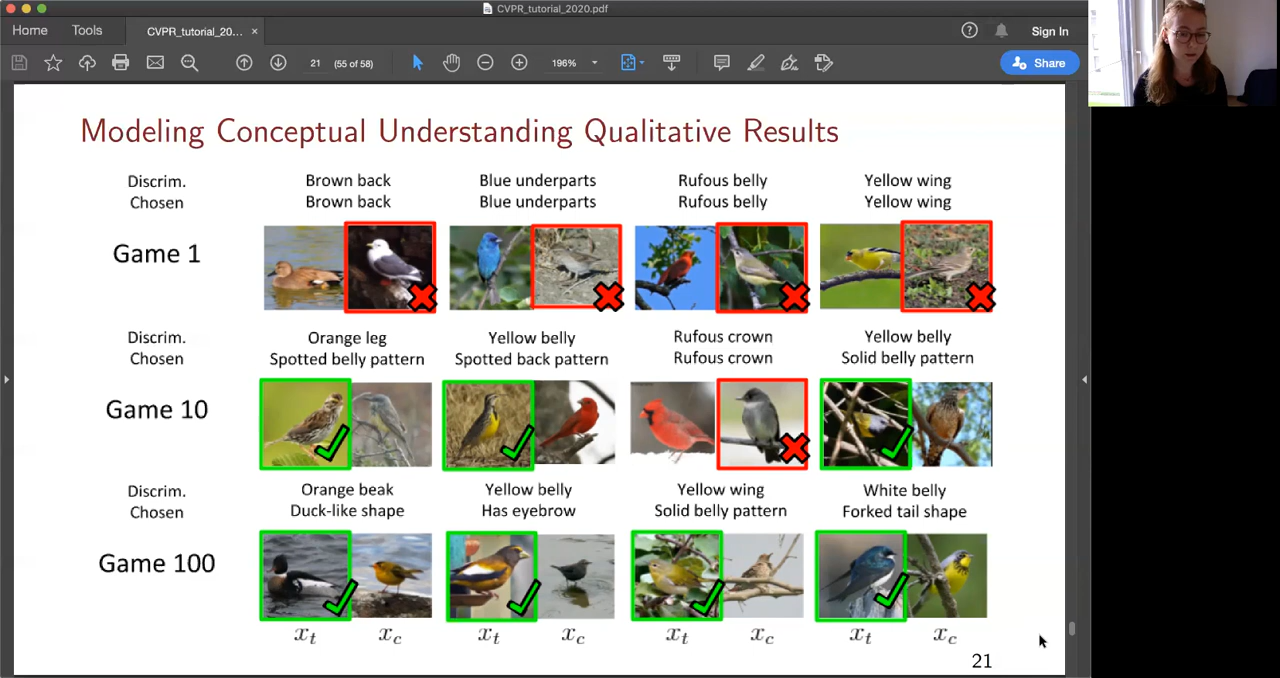 CVPR_tutorial_2020.pdf
Home Tools CVPR_tutorial_20... × Sign In
21 (55 of 58) 196% Share
Modeling Conceptual Understanding Qualitative Results
Discrim. Brown back Blue underparts Rufous belly Yellow wing
Chosen Brown back Blue underparts Rufous belly Yellow wing
Game 1
Discrim. Orange leg Yellow belly Rufous crown Yellow belly
Chosen Spotted belly pattern Spotted back pattern Rufous crown Solid belly pattern
Game 10
Discrim. Orange beak Yellow belly Yellow wing White belly
Chosen Duck-like shape Has eyebrow Solid belly pattern Forked tail shape
Game 100
x_t x_c x_t x_c x_t x_c x_t x_c
21